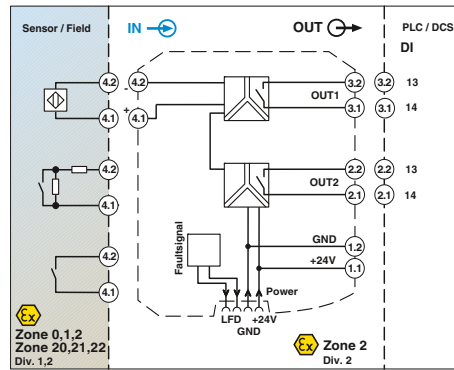 Sensor / Field
IN
OUT
PLC / DCS
DI
4.2
4.2
-
3.2
3.2
13
OUT1
4.1
+
4.1
3.1
3.1
14
4.2
2.2
2.2
13
OUT2
4.1
2.1
2.1
14
Faultsignal
GND
1.2
4.2
+24V
1.1
4.1
Power
LFD
+24V
GND
Ex
Zone 0,1,2
Zone 20,21,22
Div. 1,2
Ex
Zone 2
Div. 2